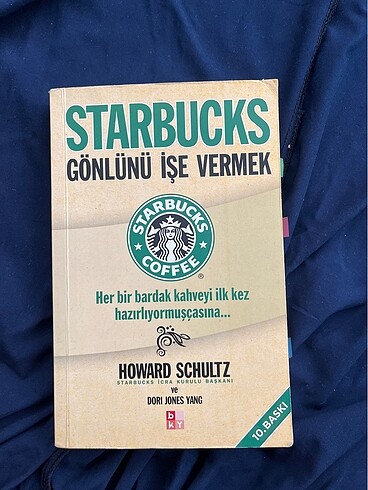 STARBUCKS
GÖNLÜNÜ İŞE VERMEK
STARBUCKS
COFFEE
®
Her bir bardak kahveyi ilk kez
hazırlıyormuşçasına...
HOWARD SCHULTZ
STARBUCKS İCRA KURULU BAŞKANI
ve
DORI JONES YANG
b
KY
10. BASKI